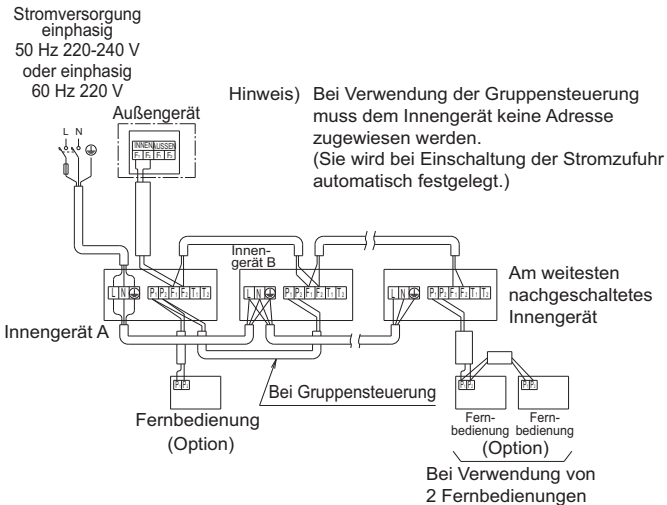 Stromversorgung
einphasig
50 Hz 220-240 V
oder einphasig
60 Hz 220 V
Hinweis) Bei Verwendung der Gruppensteuerung
muss dem Innengerät keine Adresse
zugewiesen werden.
(Sie wird bei Einschaltung der Stromzufuhr
automatisch festgelegt.)
Außengerät
L N
INNEN AUSSEN
F₁ F₂ F₁ F₂
Innen-
gerät B
L N P₁ P₂ F₁ F₂ T₁ T₂
L N P₁ P₂ F₁ F₂ T₁ T₂
L N P₁ P₂ F₁ F₂ T₁ T₂
Am weitesten
nachgeschaltetes
Innengerät
Innengerät A
P₁ P₂
Bei Gruppensteuerung
P₁ P₂
P₁ P₂
Fernbedienung
(Option)
Fern-
bedienung
Fern-
bedienung
(Option)
Bei Verwendung von
2 Fernbedienungen